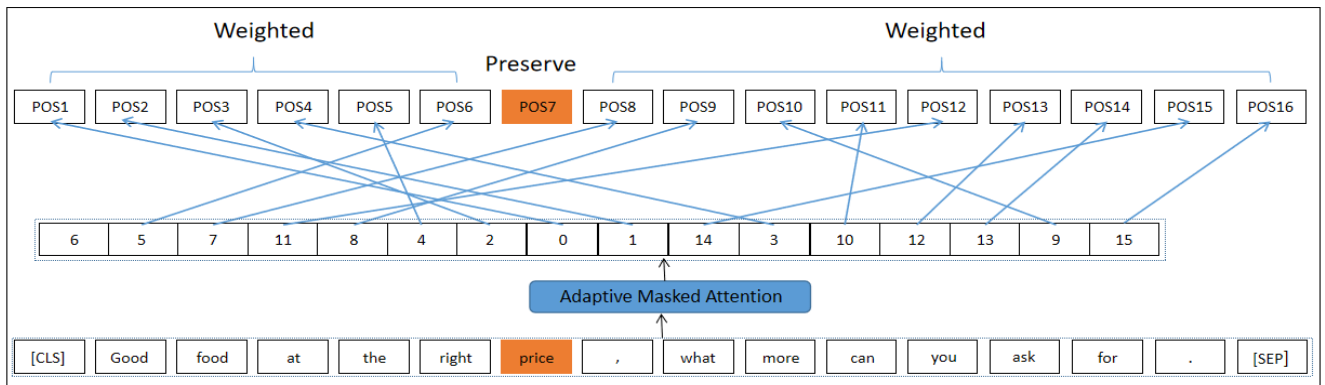 Weighted Weighted
Preserve
POS1 POS2 POS3 POS4 POS5 POS6 POS7 POS8 POS9 POS10 POS11 POS12 POS13 POS14 POS15 POS16
6 5 7 11 8 4 2 0 1 14 3 10 12 13 9 15
Adaptive Masked Attention
[CLS] Good food at the right price , what more can you ask for . [SEP]